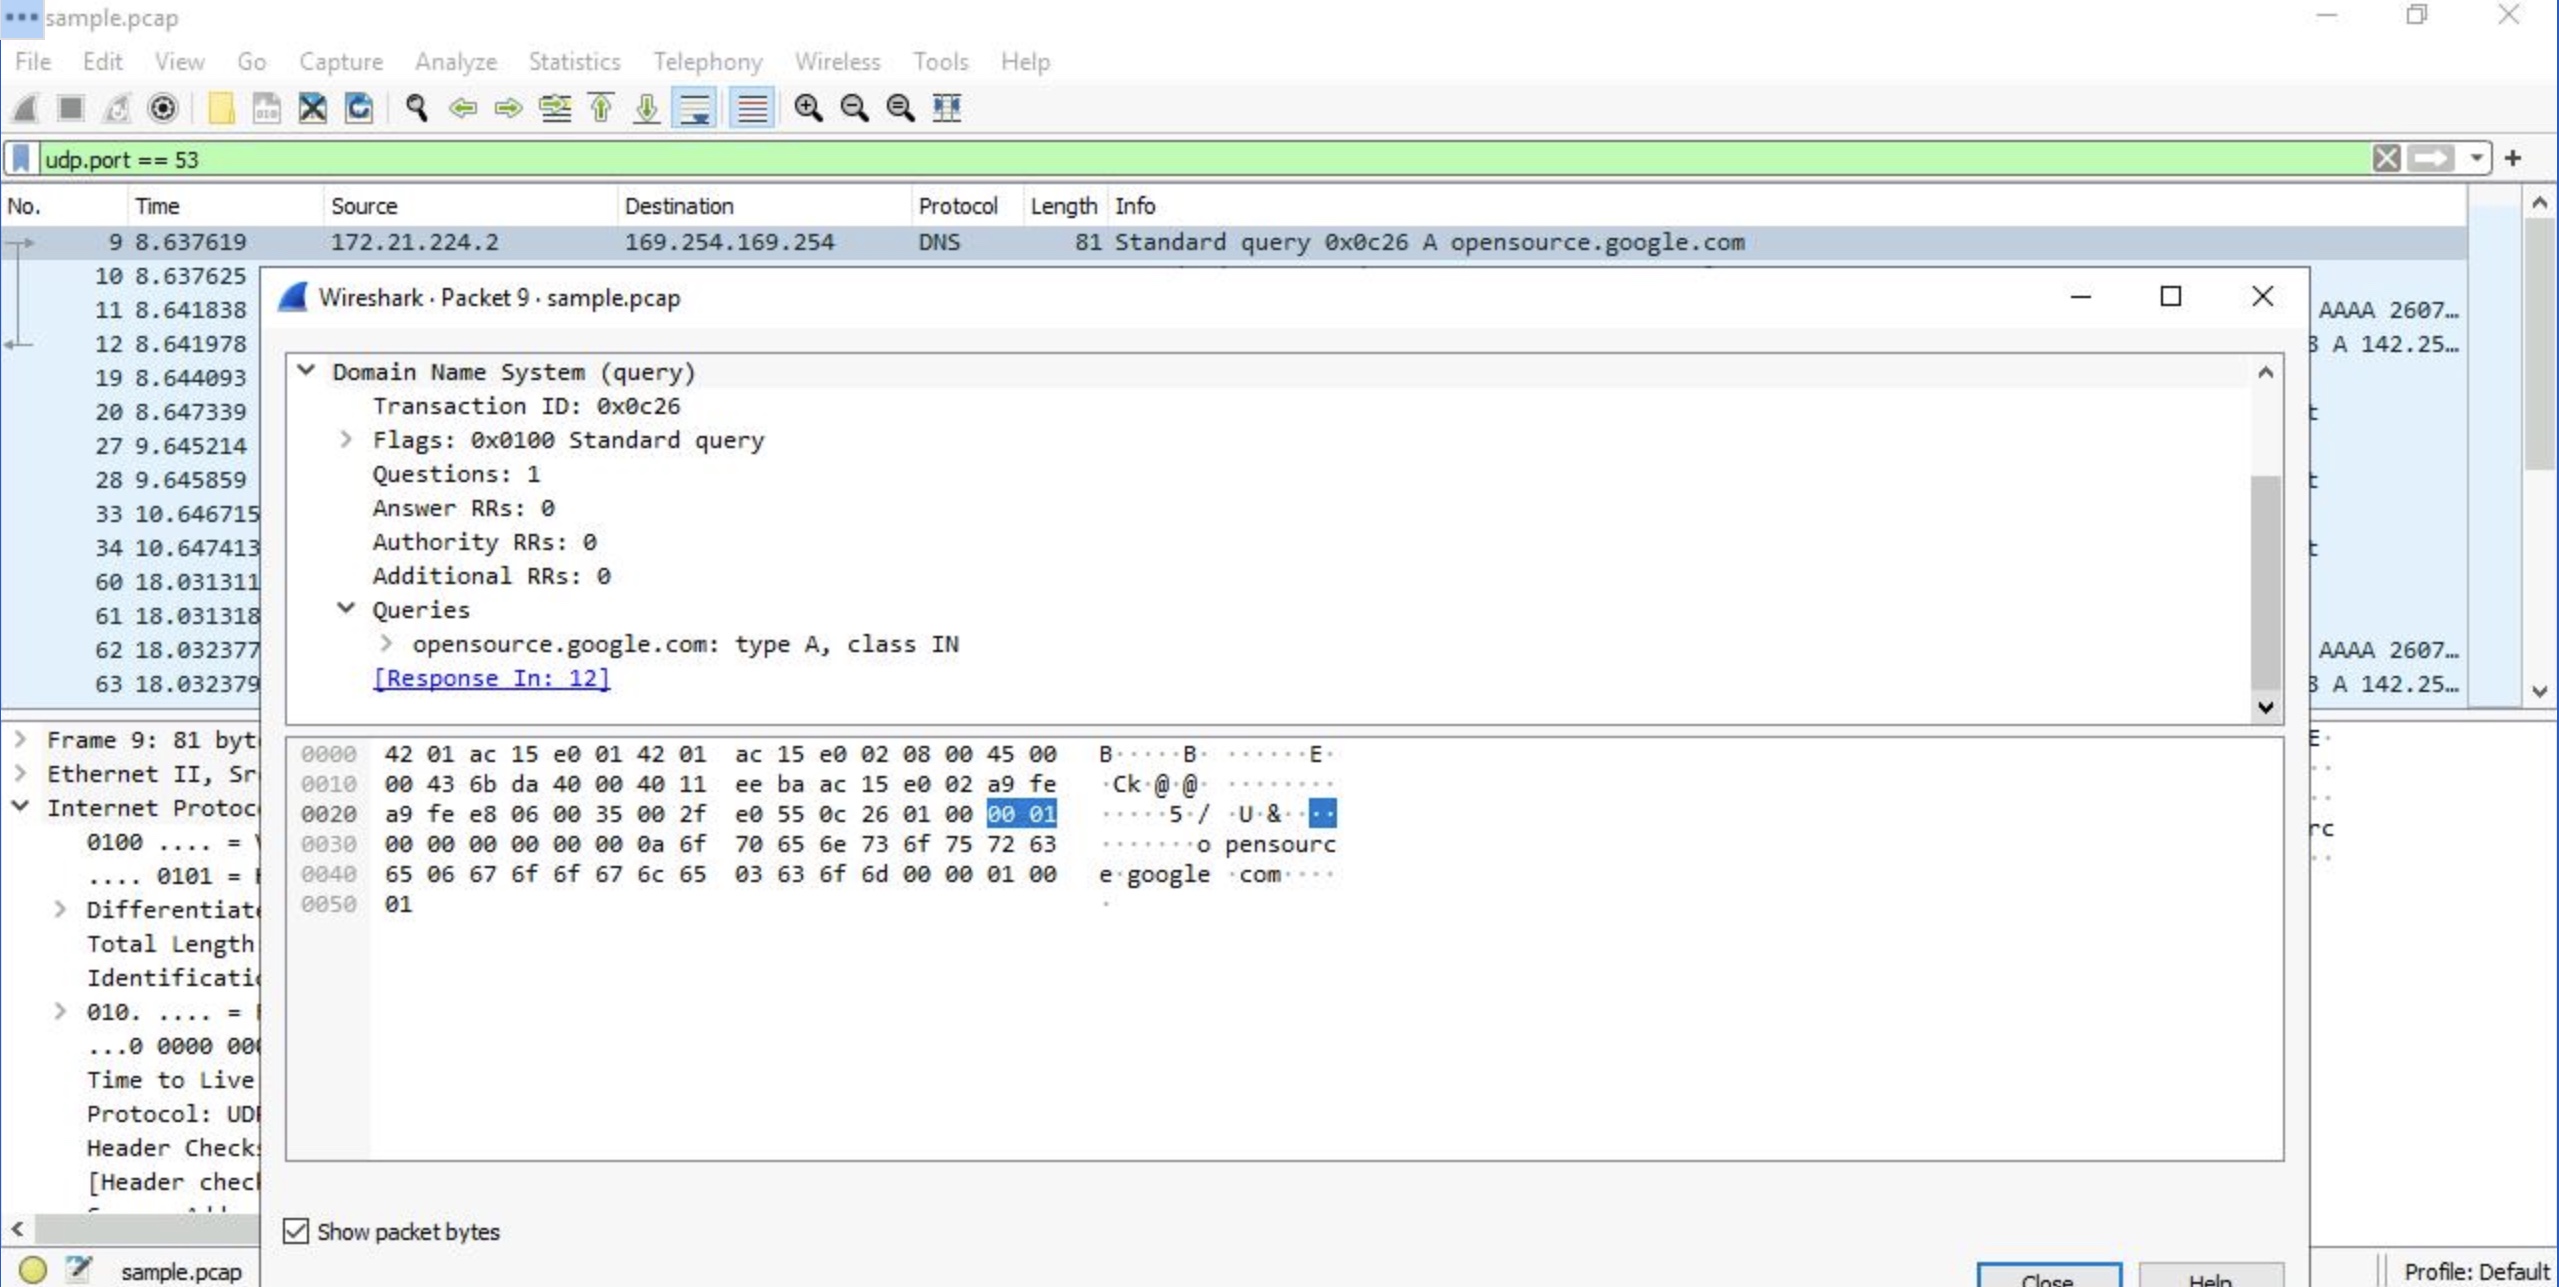 sample.pcap
File Edit View Go Capture Analyze Statistics Telephony Wireless Tools Help
udp.port == 53
No. Time Source Destination Protocol Length Info
9 8.637619 172.21.224.2 169.254.169.254 DNS 81 Standard query 0x0c26 A opensource.google.com
10 8.637625
11 8.641838 AAAA 2607…
12 8.641978 8 A 142.25…
19 8.644093
20 8.647339
27 9.645214
28 9.645859
33 10.646715
34 10.647413
60 18.031311
61 18.031318
62 18.032377 AAAA 2607…
63 18.032379 8 A 142.25…
Wireshark · Packet 9 · sample.pcap
Domain Name System (query)
Transaction ID: 0x0c26
Flags: 0x0100 Standard query
Questions: 1
Answer RRs: 0
Authority RRs: 0
Additional RRs: 0
Queries
opensource.google.com: type A, class IN
[Response In: 12]
0000 42 01 ac 15 e0 01 42 01 ac 15 e0 02 08 00 45 00 B·····B· ······E·
0010 00 43 6b da 40 00 40 11 ee ba ac 15 e0 02 a9 fe ·Ck·@·@· ········
0020 a9 fe e8 06 00 35 00 2f e0 55 0c 26 01 00 00 01 ·····5·/ ·U·&····
0030 00 00 00 00 00 00 0a 6f 70 65 6e 73 6f 75 72 63 ·······o pensourc
0040 65 06 67 6f 6f 67 6c 65 03 63 6f 6d 00 00 01 00 e·google ·com····
0050 01 ·
Show packet bytes
Close Help
Frame 9: 81 byt
Ethernet II, Sr
Internet Protoc
0100 .... =
.... 0101 =
Differentiate
Total Length
Identificatio
010. .... =
...0 0000 000
Time to Live
Protocol: UDP
Header Checks
[Header check
E·
rc
sample.pcap
Profile: Default